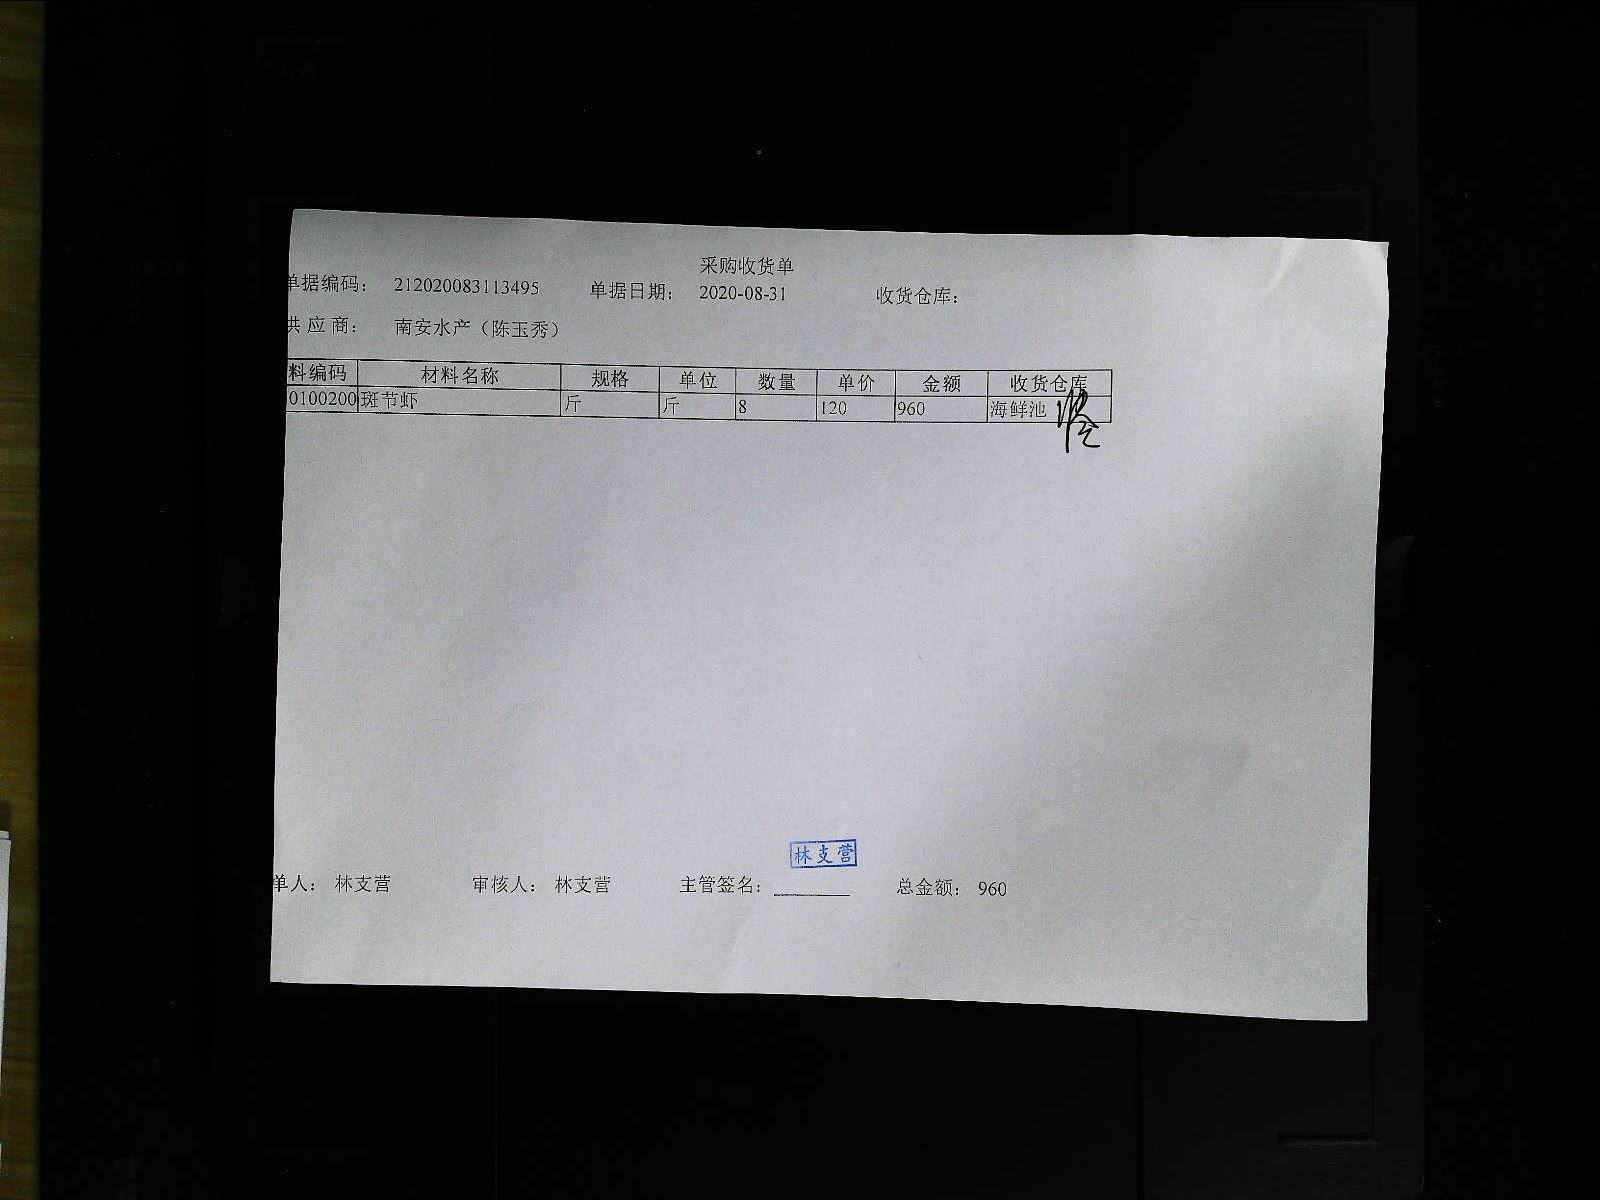 采购收货单
单据编码： 212020083113495 单据日期： 2020-08-31 收货仓库：
供应商： 南安水产（陈玉秀）
料编码 材料名称 规格 单位 数量 单价 金额 收货仓库
0100200 斑节虾 斤 斤 8 120 960 海鲜池
林支营
单人： 林支营 审核人： 林支营 主管签名： 总金额： 960